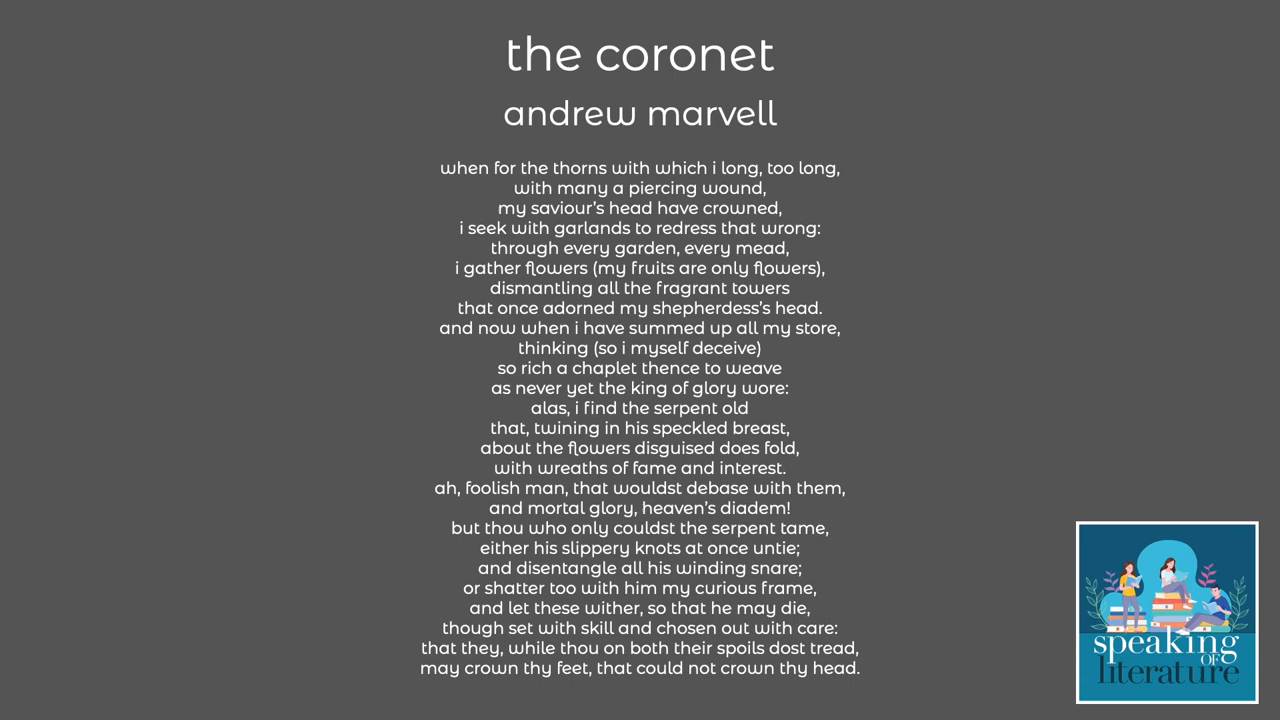 the coronet
andrew marvell
when for the thorns with which i long, too long,
with many a piercing wound,
my saviour’s head have crowned,
i seek with garlands to redress that wrong:
through every garden, every mead,
i gather flowers (my fruits are only flowers),
dismantling all the fragrant towers
that once adorned my shepherdess’s head.
and now when i have summed up all my store,
thinking (so i myself deceive)
so rich a chaplet thence to weave
as never yet the king of glory wore:
alas, i find the serpent old
that, twining in his speckled breast,
about the flowers disguised does fold,
with wreaths of fame and interest.
ah, foolish man, that wouldst debase with them,
and mortal glory, heaven’s diadem!
but thou who only couldst the serpent tame,
either his slippery knots at once untie;
and disentangle all his winding snare;
or shatter too with him my curious frame,
and let these wither, so that he may die,
though set with skill and chosen out with care:
that they, while thou on both their spoils dost tread,
may crown thy feet, that could not crown thy head.
speaking
OF
literature